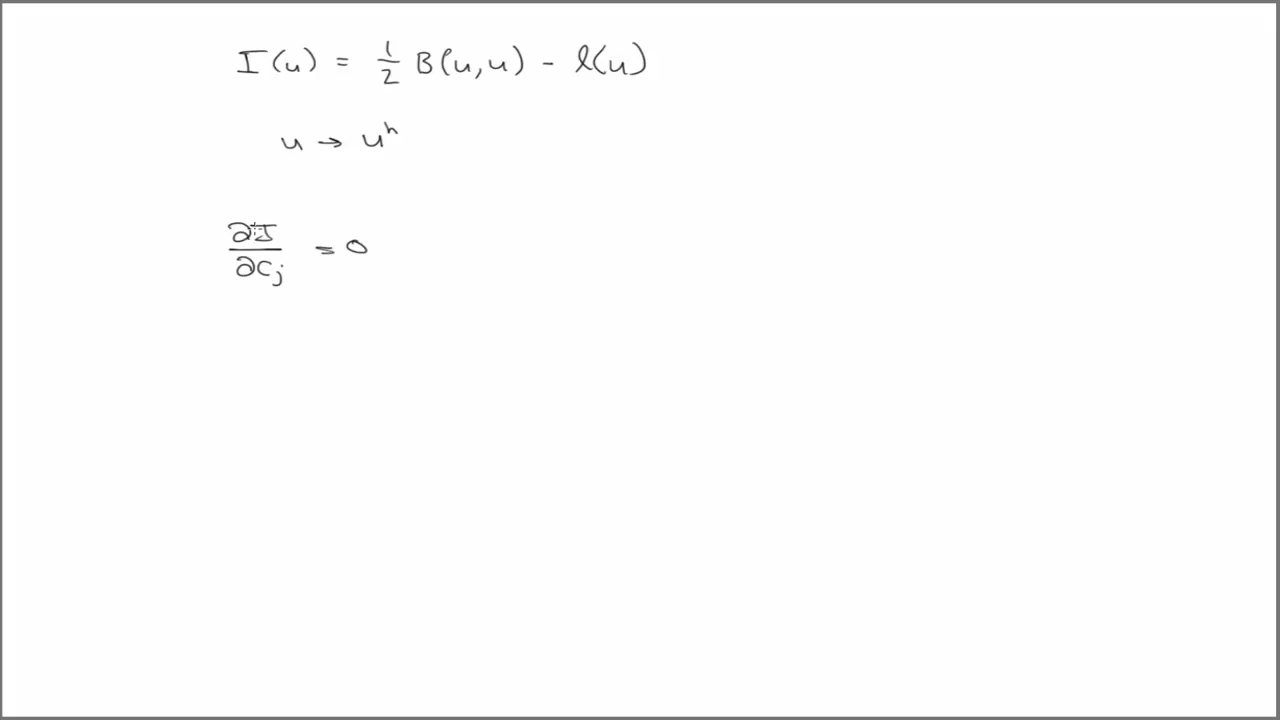 I(u) = 1/2 B(u,u) - l(u)
u → u^h
∂I/∂c_j = 0